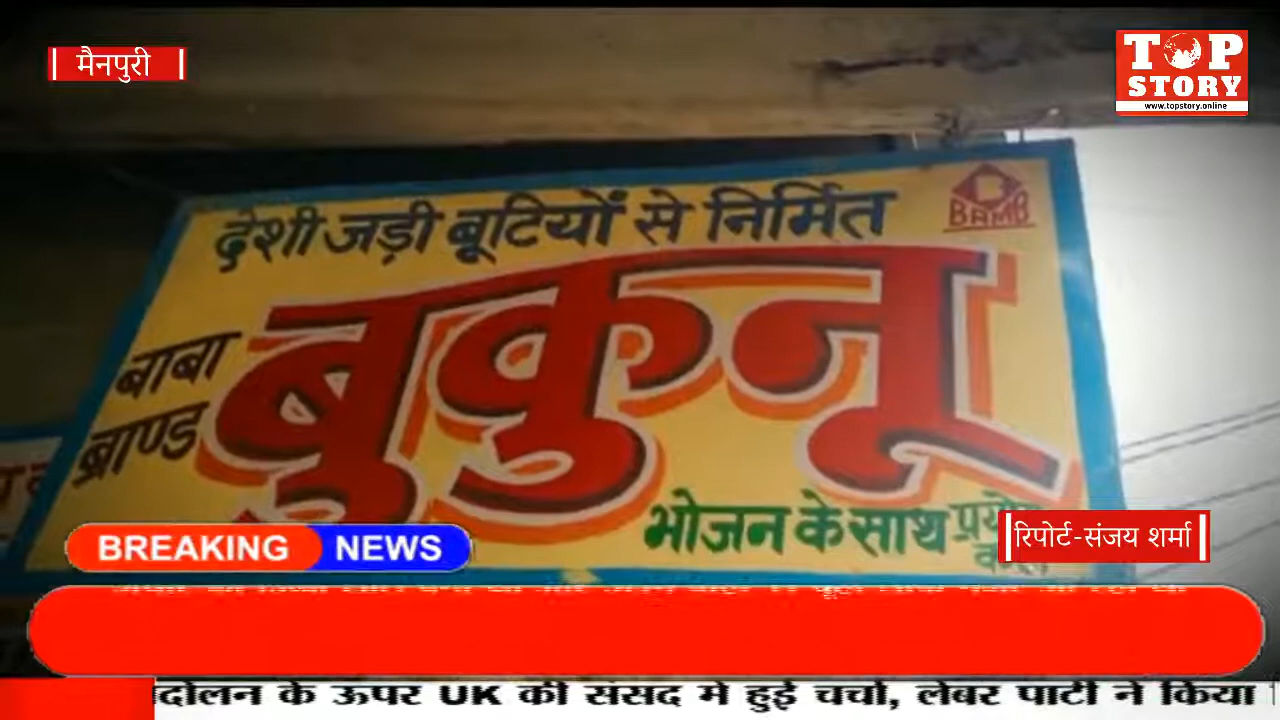 मैनपुरी
TOP
STORY
www.topstory.online
देशी जड़ी बूटियों से निर्मित
BAMB
बाबा
ब्राण्ड
बुकुनू
भोजन के साथ
रिपोर्ट-संजय शर्मा
BREAKING NEWS
दोलन के ऊपर UK की संसद मे हुई चर्चा, लेबर पार्टी ने किया